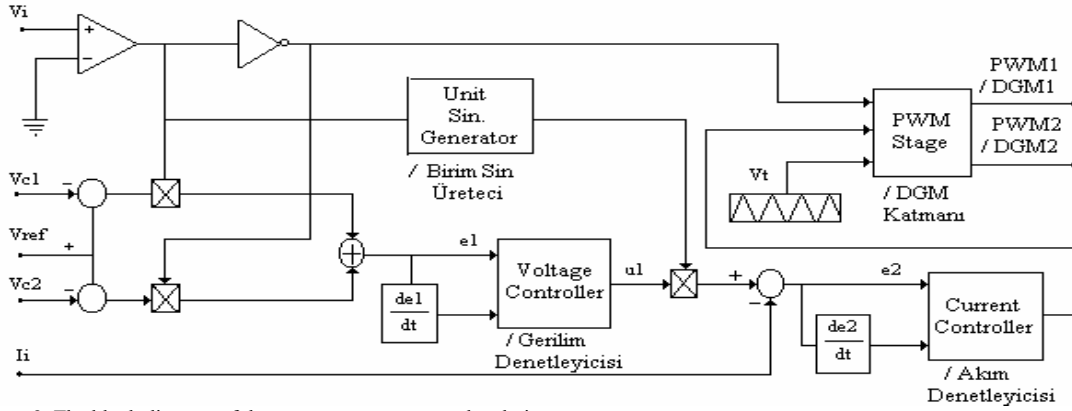 Vi
+
−
Unit
Sin.
Generator
/ Birim Sin
Üreteci
PWM
Stage
/ DGM
Katmanı
PWM1
/ DGM1
PWM2
/ DGM2
Vt
Vc1
−
Vref
+
Vc2
−
+
e1
de1
dt
Voltage
Controller
/ Gerilim
Denetleyicisi
u1
+
−
e2
de2
dt
Current
Controller
/ Akım
Denetleyicisi
Ii